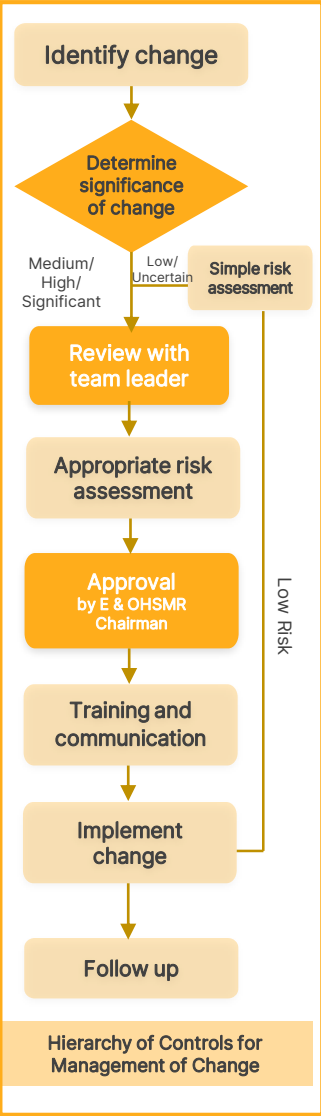 Identify change
Determine
significance
of change
Medium/
High/
Significant
Low/
Uncertain
Simple risk
assessment
Review with
team leader
Appropriate risk
assessment
Approval
by E & OHSMR
Chairman
Low Risk
Training and
communication
Implement
change
Follow up
Hierarchy of Controls for
Management of Change